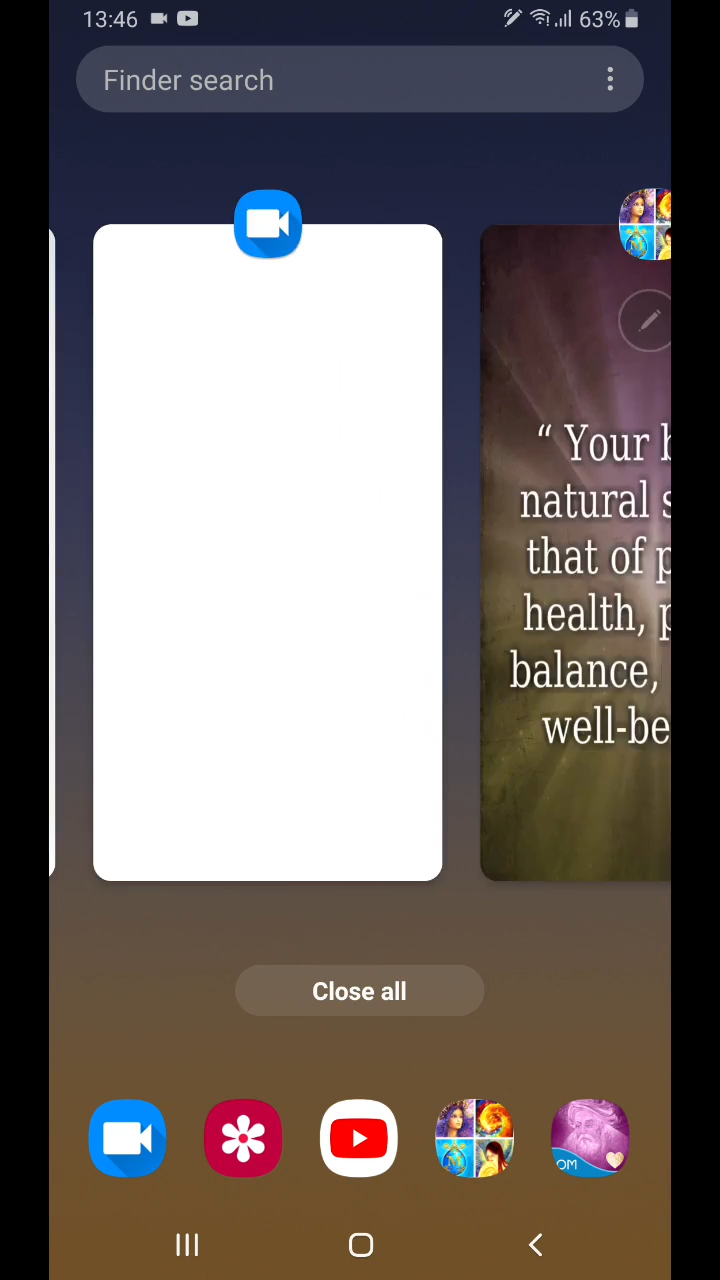 13:46
63%
Finder search
“ Your
natural
that of
health,
balance,
well-be
Close all
OM